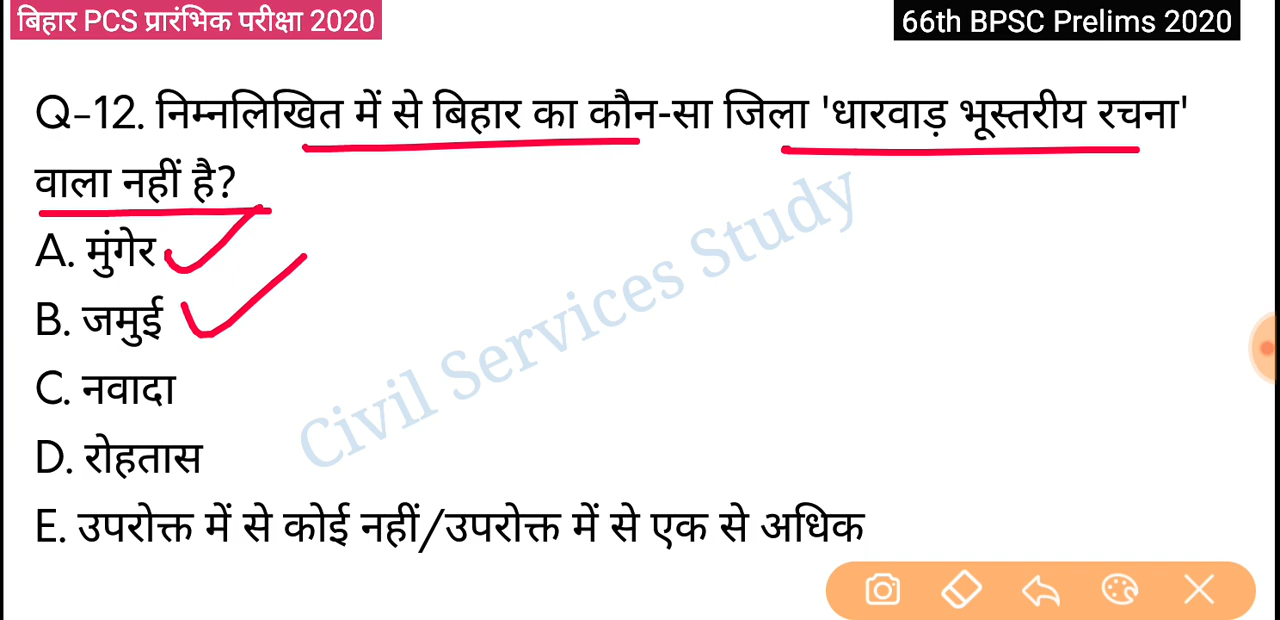 बिहार PCS प्रारंभिक परीक्षा 2020
66th BPSC Prelims 2020
Q-12. निम्नलिखित में से बिहार का कौन-सा जिला 'धारवाड़ भूस्तरीय रचना'
वाला नहीं है?
A. मुंगेर
B. जमुई
C. नवादा
D. रोहतास
E. उपरोक्त में से कोई नहीं/उपरोक्त में से एक से अधिक
Civil Services Study